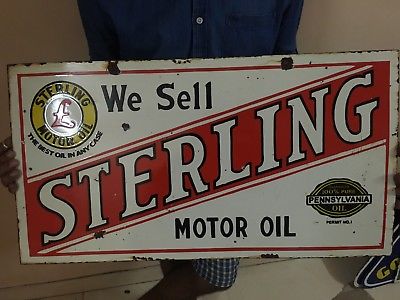 We Sell
STERLING
MOTOR OIL
£
THE BEST OIL IN ANY CASE
STERLING
MOTOR OIL
100% PURE
PENNSYLVANIA
OIL
PERMIT NO.1